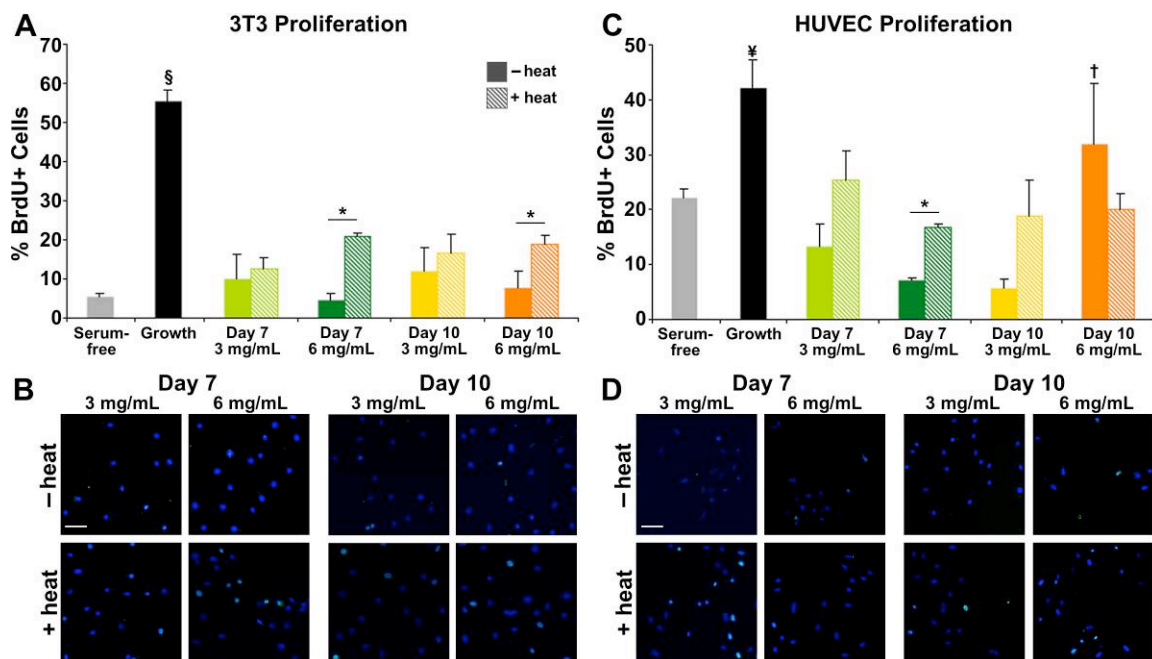 A
3T3 Proliferation
% BrdU+ Cells
70
60
50
40
30
20
10
0
§
– heat
+ heat
*
*
Serum-free
Growth
Day 7
3 mg/mL
Day 7
6 mg/mL
Day 10
3 mg/mL
Day 10
6 mg/mL
C
HUVEC Proliferation
% BrdU+ Cells
50
40
30
20
10
0
¥
*
†
Serum-free
Growth
Day 7
3 mg/mL
Day 7
6 mg/mL
Day 10
3 mg/mL
Day 10
6 mg/mL
B
Day 7
Day 10
3 mg/mL
6 mg/mL
3 mg/mL
6 mg/mL
– heat
+ heat
D
Day 7
Day 10
3 mg/mL
6 mg/mL
3 mg/mL
6 mg/mL
– heat
+ heat